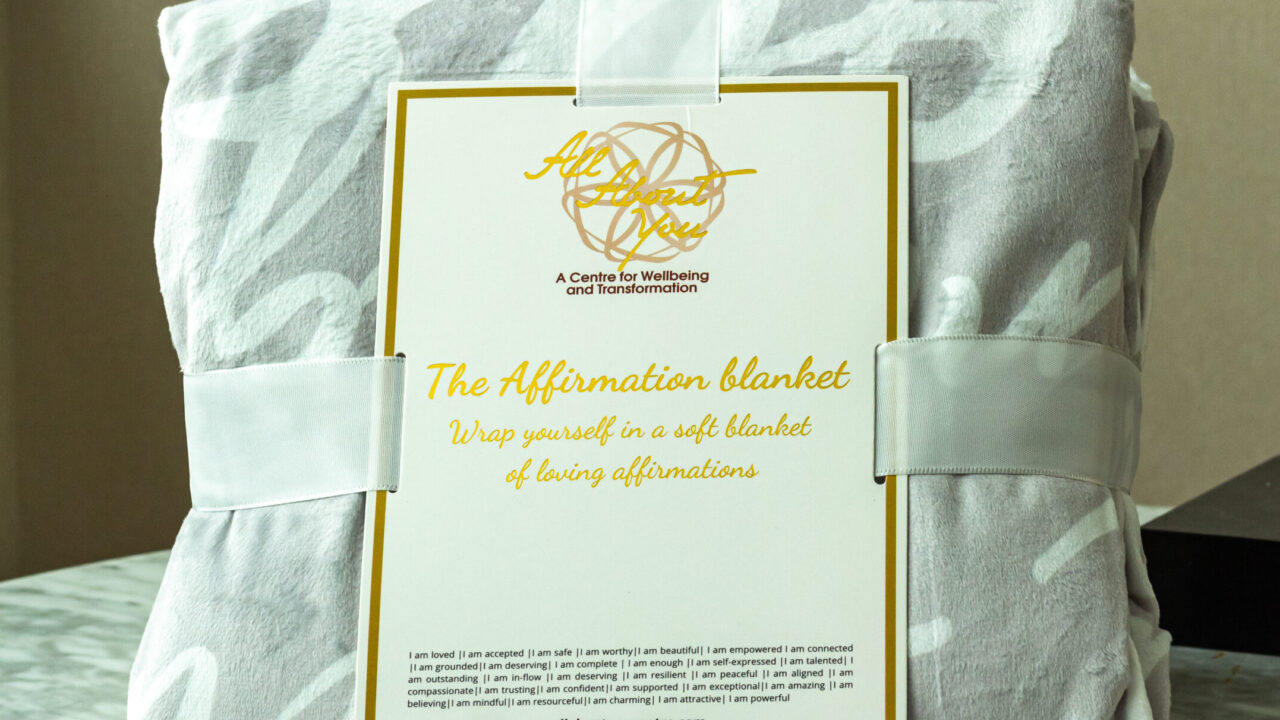 All
About
You
A Centre for Wellbeing
and Transformation
The Affirmation blanket
Wrap yourself in a soft blanket
of loving affirmations
I am loved |I am accepted |I am safe |I am worthy|I am beautiful| I am empowered I am connected
|I am grounded|I am deserving| I am complete | I am enough |I am self-expressed |I am talented| I
am outstanding |I am in-flow |I am deserving |I am resilient |I am peaceful |I am aligned |I am
compassionate|I am trusting|I am confident|I am supported |I am exceptional|I am amazing |I am
believing|I am mindful|I am resourceful|I am charming| I am attractive| I am powerful